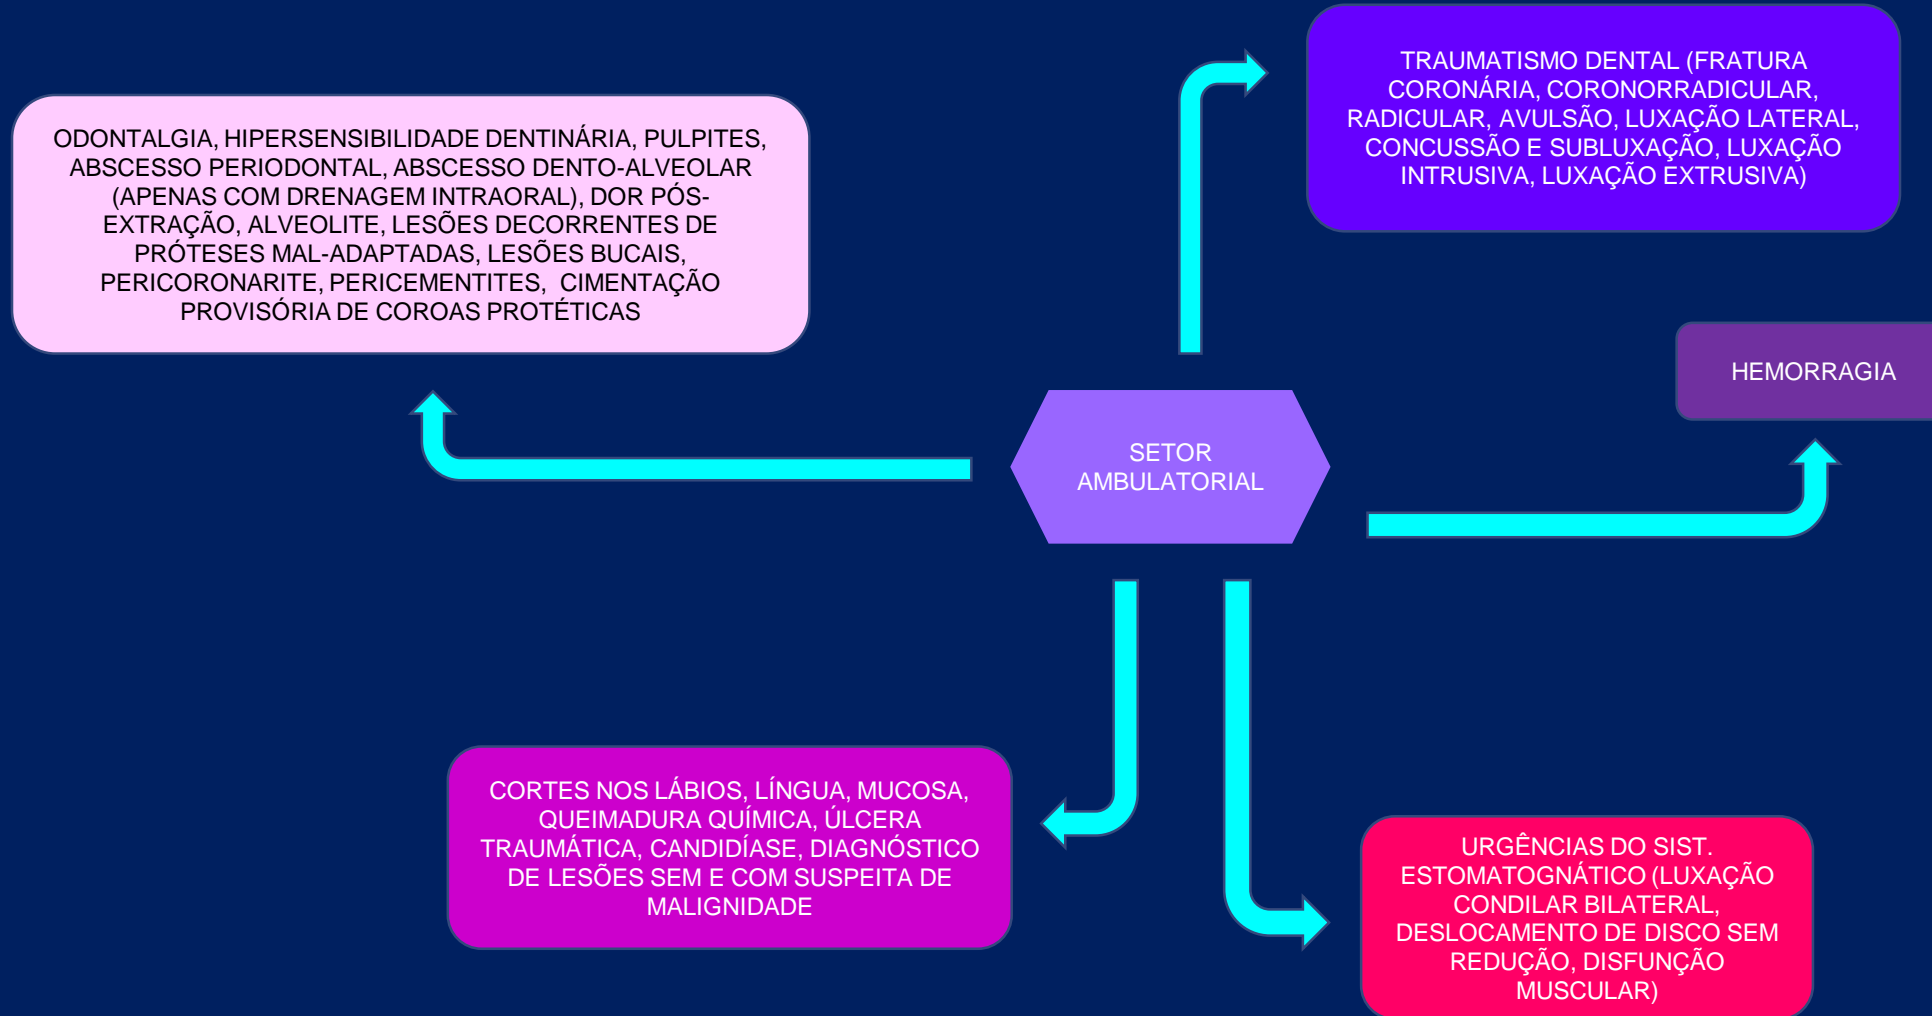 TRAUMATISMO DENTAL (FRATURA
CORONÁRIA, CORONORRADICULAR,
RADICULAR, AVULSÃO, LUXAÇÃO LATERAL,
CONCUSSÃO E SUBLUXAÇÃO, LUXAÇÃO
INTRUSIVA, LUXAÇÃO EXTRUSIVA)
ODONTALGIA, HIPERSENSIBILIDADE DENTINÁRIA, PULPITES,
ABSCESSO PERIODONTAL, ABSCESSO DENTO-ALVEOLAR
(APENAS COM DRENAGEM INTRAORAL), DOR PÓS-
EXTRAÇÃO, ALVEOLITE, LESÕES DECORRENTES DE
PRÓTESES MAL-ADAPTADAS, LESÕES BUCAIS,
PERICORONARITE, PERICEMENTITES, CIMENTAÇÃO
PROVISÓRIA DE COROAS PROTÉTICAS
HEMORRAGIA
SETOR
AMBULATORIAL
CORTES NOS LÁBIOS, LÍNGUA, MUCOSA,
QUEIMADURA QUÍMICA, ÚLCERA
TRAUMÁTICA, CANDIDÍASE, DIAGNÓSTICO
DE LESÕES SEM E COM SUSPEITA DE
MALIGNIDADE
URGÊNCIAS DO SIST.
ESTOMATOGNÁTICO (LUXAÇÃO
CONDILAR BILATERAL,
DESLOCAMENTO DE DISCO SEM
REDUÇÃO, DISFUNÇÃO
MUSCULAR)